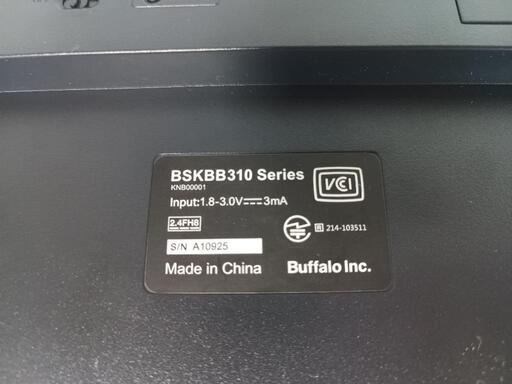 BSKBB310 Series
KNB00001
Input:1.8-3.0V⎓3mA
VCCI
2.4FH8
R 214-103511
S/N A10925
Made in China
Buffalo Inc.